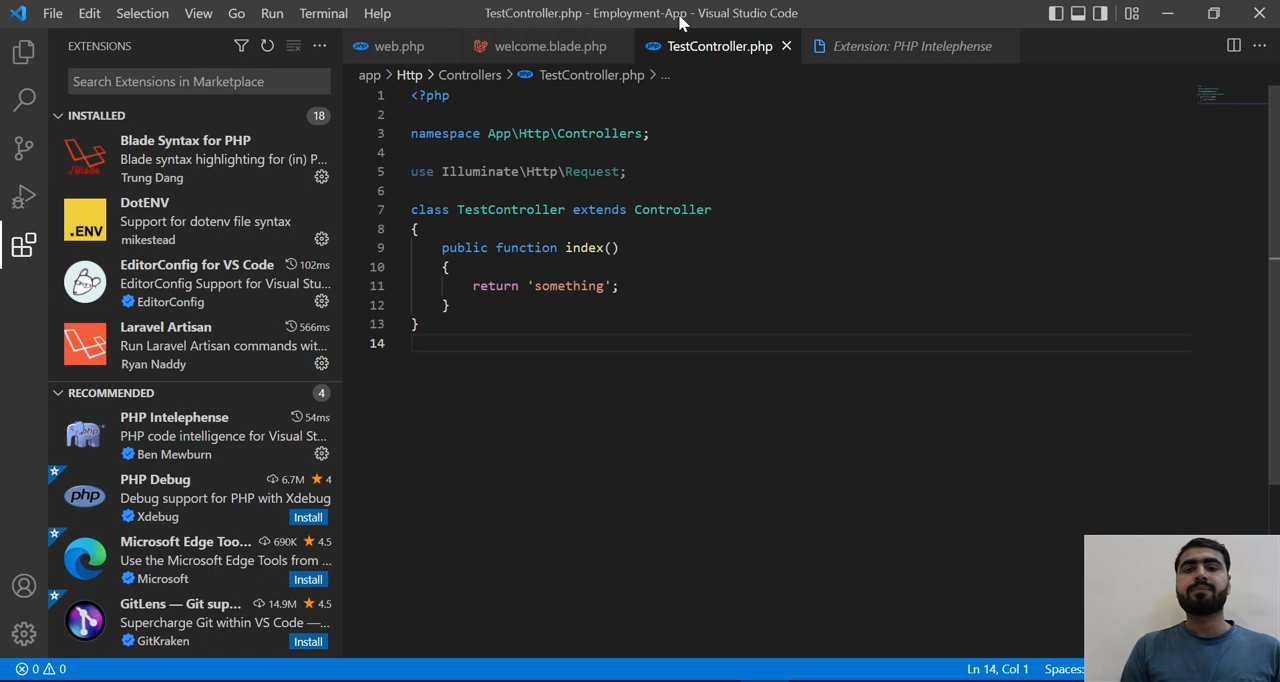 File Edit Selection View Go Run Terminal Help
TestController.php - Employment-App - Visual Studio Code
EXTENSIONS
Search Extensions in Marketplace
INSTALLED 18
./Blade
Blade Syntax for PHP
Blade syntax highlighting for (in) P...
Trung Dang
.ENV
DotENV
Support for dotenv file syntax
mikestead
EditorConfig for VS Code 102ms
EditorConfig Support for Visual Stu...
EditorConfig
Laravel Artisan 566ms
Run Laravel Artisan commands wit...
Ryan Naddy
RECOMMENDED 4
php
PHP Intelephense 54ms
PHP code intelligence for Visual St...
Ben Mewburn
php
PHP Debug 6.7M 4
Debug support for PHP with Xdebug
Xdebug Install
Microsoft Edge Too... 690K 4.5
Use the Microsoft Edge Tools from ...
Microsoft Install
GitLens — Git sup... 14.9M 4.5
Supercharge Git within VS Code —...
GitKraken Install
web.php welcome.blade.php TestController.php Extension: PHP Intelephense
app > Http > Controllers > TestController.php > ...
1 <?php
2
3 namespace App\Http\Controllers;
4
5 use Illuminate\Http\Request;
6
7 class TestController extends Controller
8 {
9 public function index()
10 {
11 return 'something';
12 }
13 }
14
0 0
Ln 14, Col 1 Spaces: